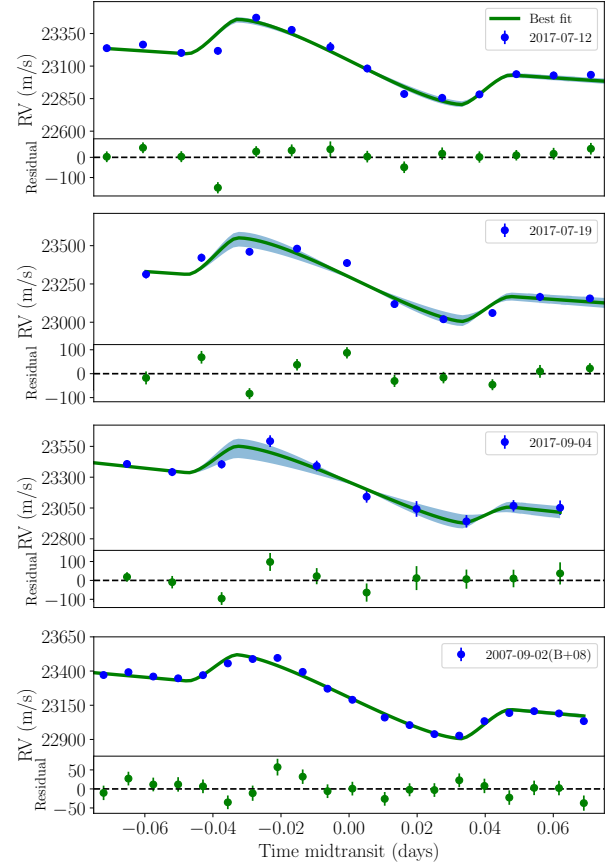 23350
23100
22850
22600
RV (m/s)
Best fit
2017-07-12
0
−100
Residual
23500
23250
23000
RV (m/s)
2017-07-19
100
0
−100
Residual
23550
23300
23050
22800
RV (m/s)
2017-09-04
100
0
−100
Residual
23650
23400
23150
22900
RV (m/s)
2007-09-02(B+08)
50
0
−50
Residual
−0.06 −0.04 −0.02 0.00 0.02 0.04 0.06
Time midtransit (days)